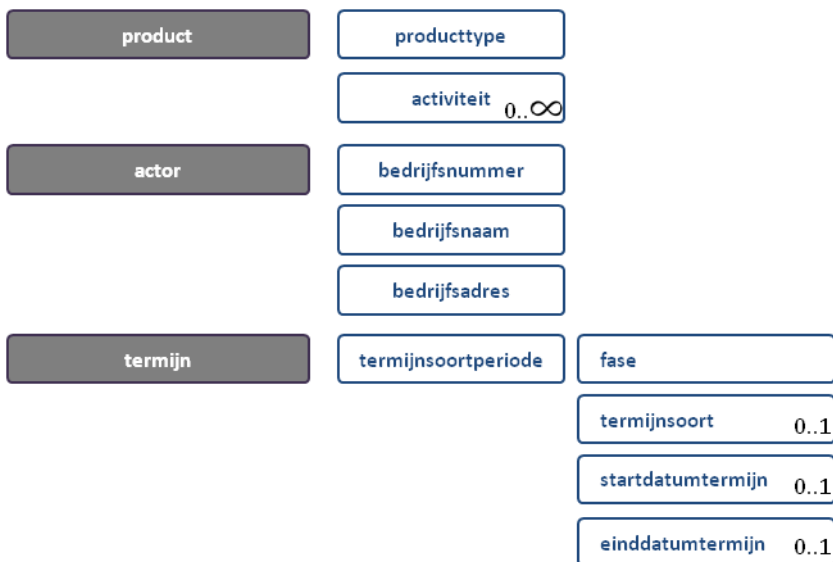 product
producttype
activiteit 0..∞
actor
bedrijfsnummer
bedrijfsnaam
bedrijfsadres
termijn
termijnsoortperiode
fase
termijnsoort 0..1
startdatumtermijn 0..1
einddatumtermijn 0..1